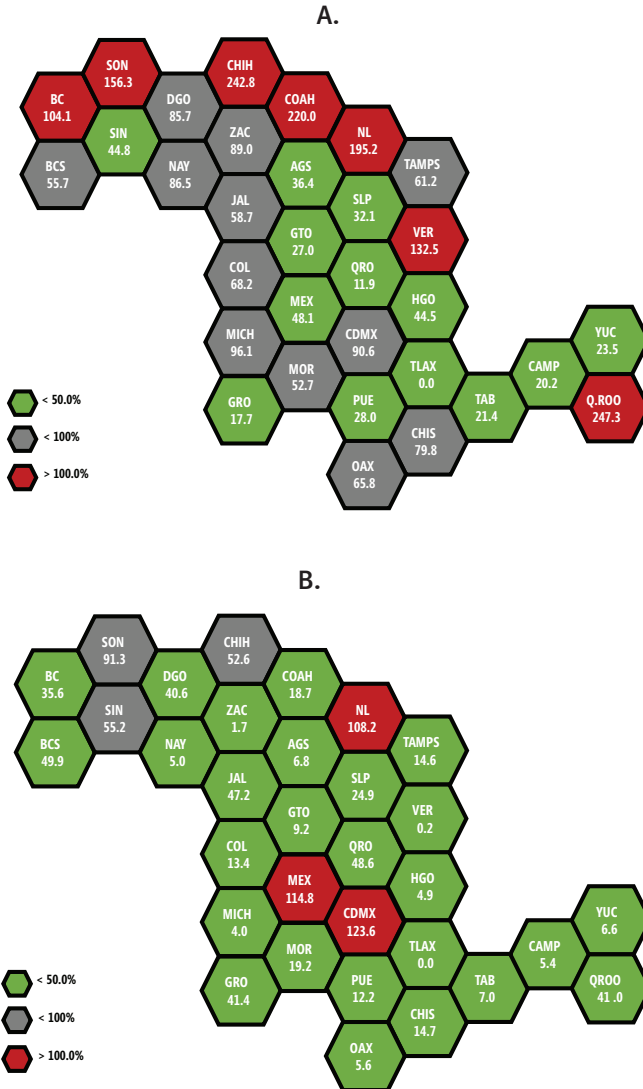 A.
SON
156.3
CHIH
242.8
BC
104.1
DGO
85.7
COAH
220.0
SIN
44.8
ZAC
89.0
NL
195.2
BCS
55.7
NAY
86.5
AGS
36.4
TAMPS
61.2
JAL
58.7
SLP
32.1
GTO
27.0
VER
132.5
COL
68.2
QRO
11.9
MEX
48.1
HGO
44.5
MICH
96.1
CDMX
90.6
YUC
23.5
MOR
52.7
TLAX
0.0
CAMP
20.2
GRO
17.7
PUE
28.0
TAB
21.4
Q.ROO
247.3
CHIS
79.8
OAX
65.8
< 50.0%
< 100%
> 100.0%
B.
SON
91.3
CHIH
52.6
BC
35.6
DGO
40.6
COAH
18.7
SIN
55.2
ZAC
1.7
NL
108.2
BCS
49.9
NAY
5.0
AGS
6.8
TAMPS
14.6
JAL
47.2
SLP
24.9
GTO
9.2
VER
0.2
COL
13.4
QRO
48.6
MEX
114.8
HGO
4.9
MICH
4.0
CDMX
123.6
YUC
6.6
MOR
19.2
TLAX
0.0
CAMP
5.4
GRO
41.4
PUE
12.2
TAB
7.0
QROO
41 .0
CHIS
14.7
OAX
5.6
< 50.0%
< 100%
> 100.0%